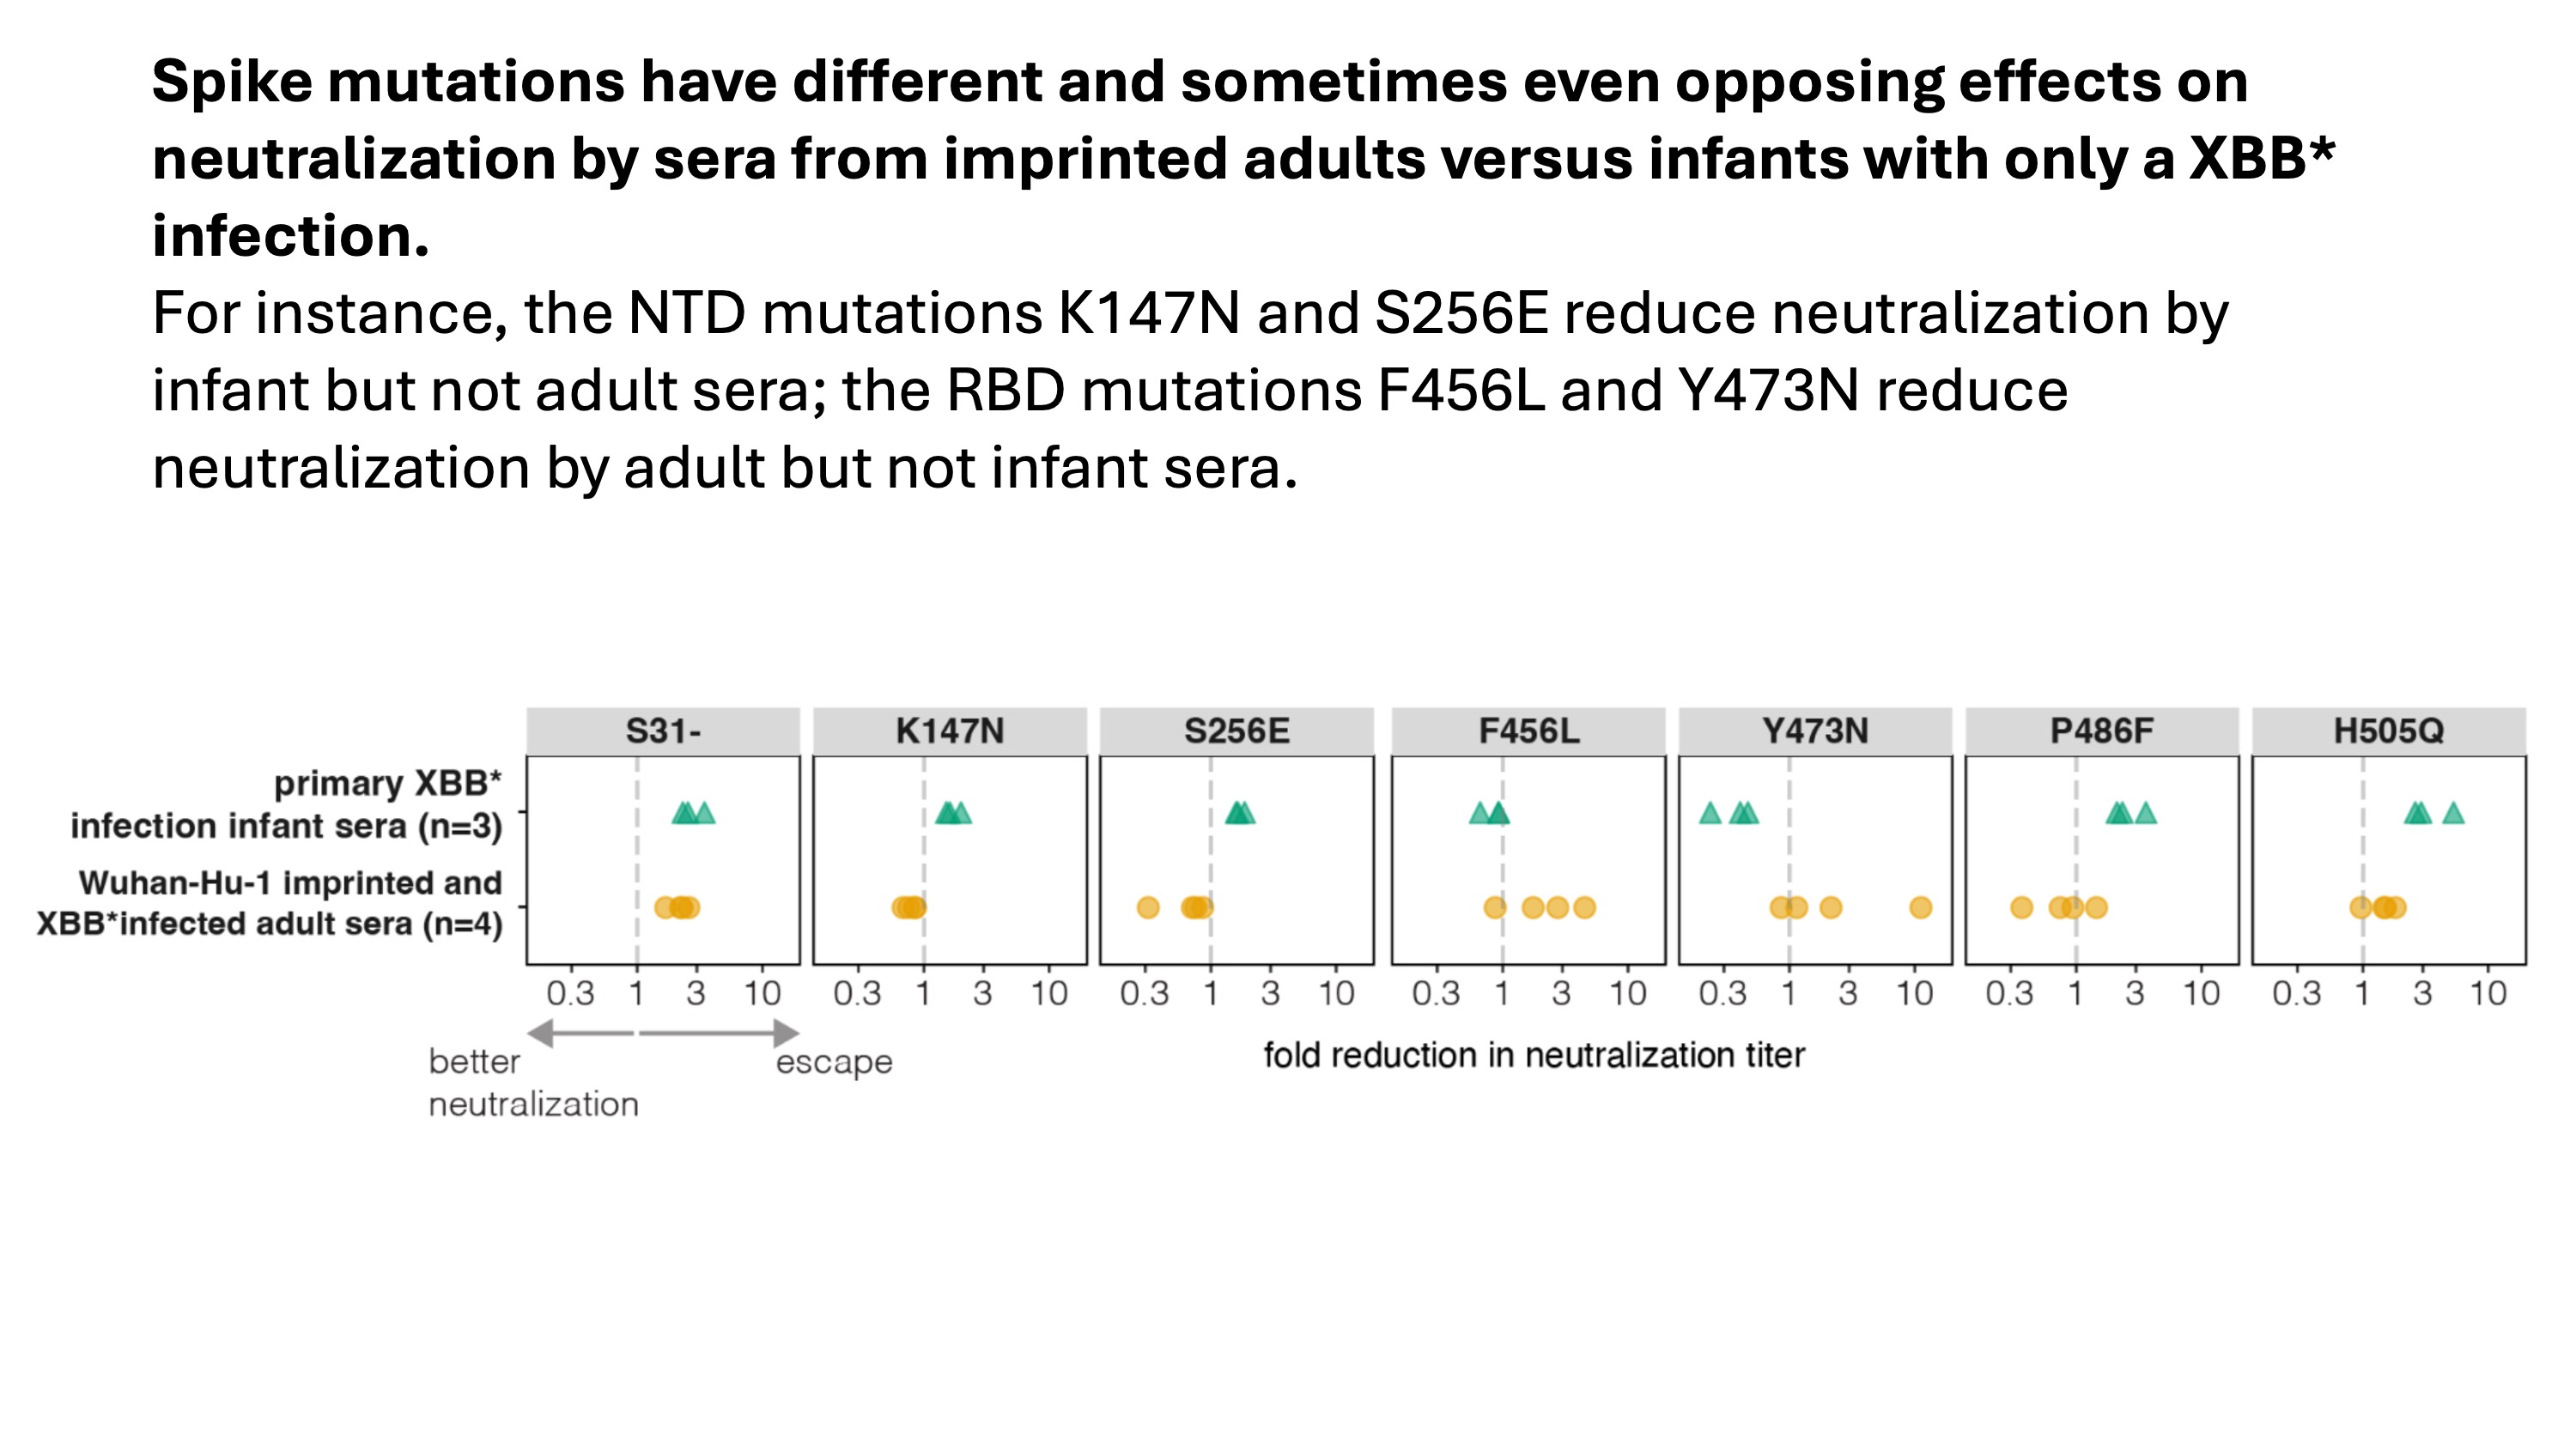 Spike mutations have different and sometimes even opposing effects on
neutralization by sera from imprinted adults versus infants with only a XBB*
infection.
For instance, the NTD mutations K147N and S256E reduce neutralization by
infant but not adult sera; the RBD mutations F456L and Y473N reduce
neutralization by adult but not infant sera.
S31- K147N S256E F456L Y473N P486F H505Q
primary XBB*
infection infant sera (n=3)
Wuhan-Hu-1 imprinted and
XBB*infected adult sera (n=4)
0.3 1 3 10 0.3 1 3 10 0.3 1 3 10 0.3 1 3 10 0.3 1 3 10 0.3 1 3 10 0.3 1 3 10
better
neutralization
escape
fold reduction in neutralization titer